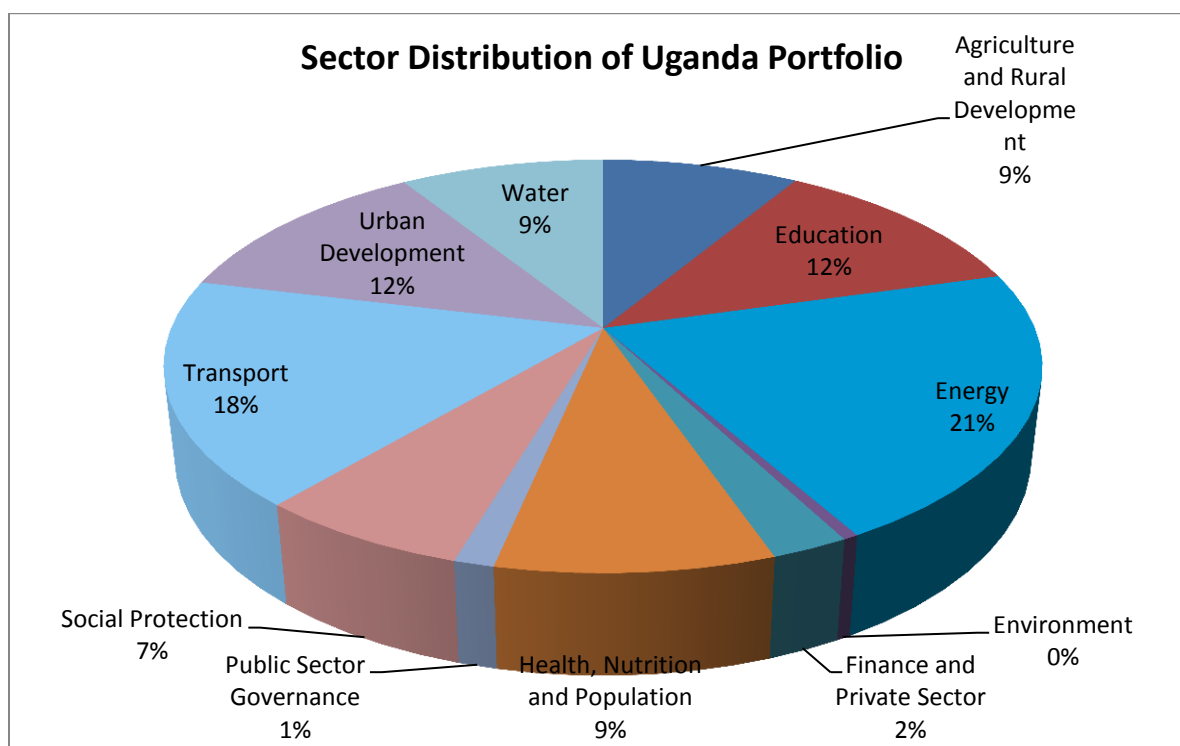 Sector Distribution of Uganda Portfolio
Agriculture
and Rural
Developme
nt
9%
Education
12%
Energy
21%
Environment
0%
Finance and
Private Sector
2%
Health, Nutrition
and Population
9%
Public Sector
Governance
1%
Social Protection
7%
Transport
18%
Urban
Development
12%
Water
9%